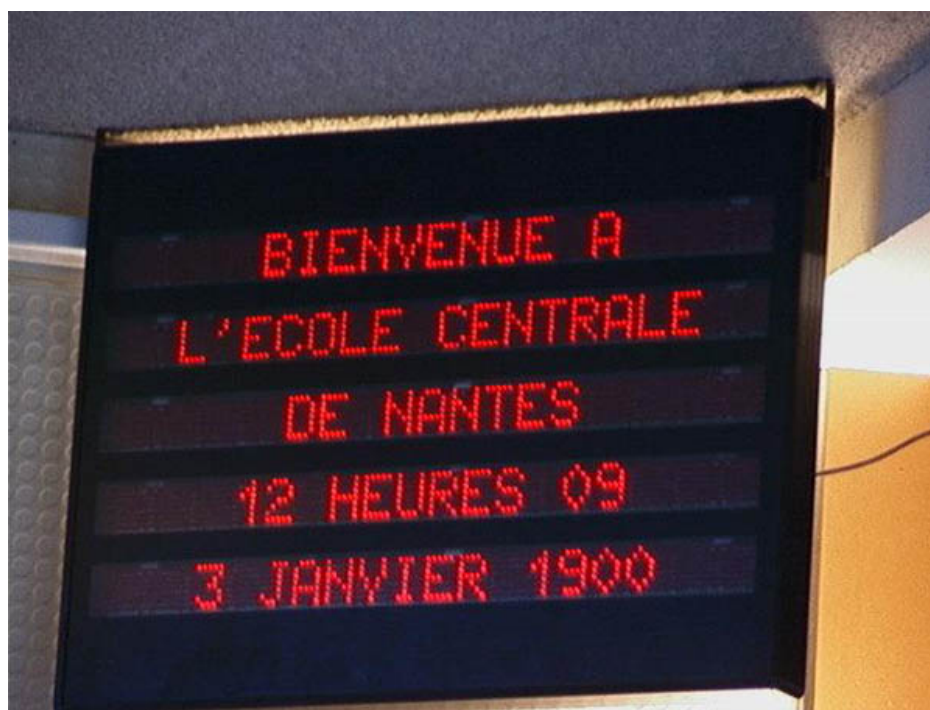 BIENVENUE A
L'ECOLE CENTRALE
DE NANTES
12 HEURES 09
3 JANVIER 1900